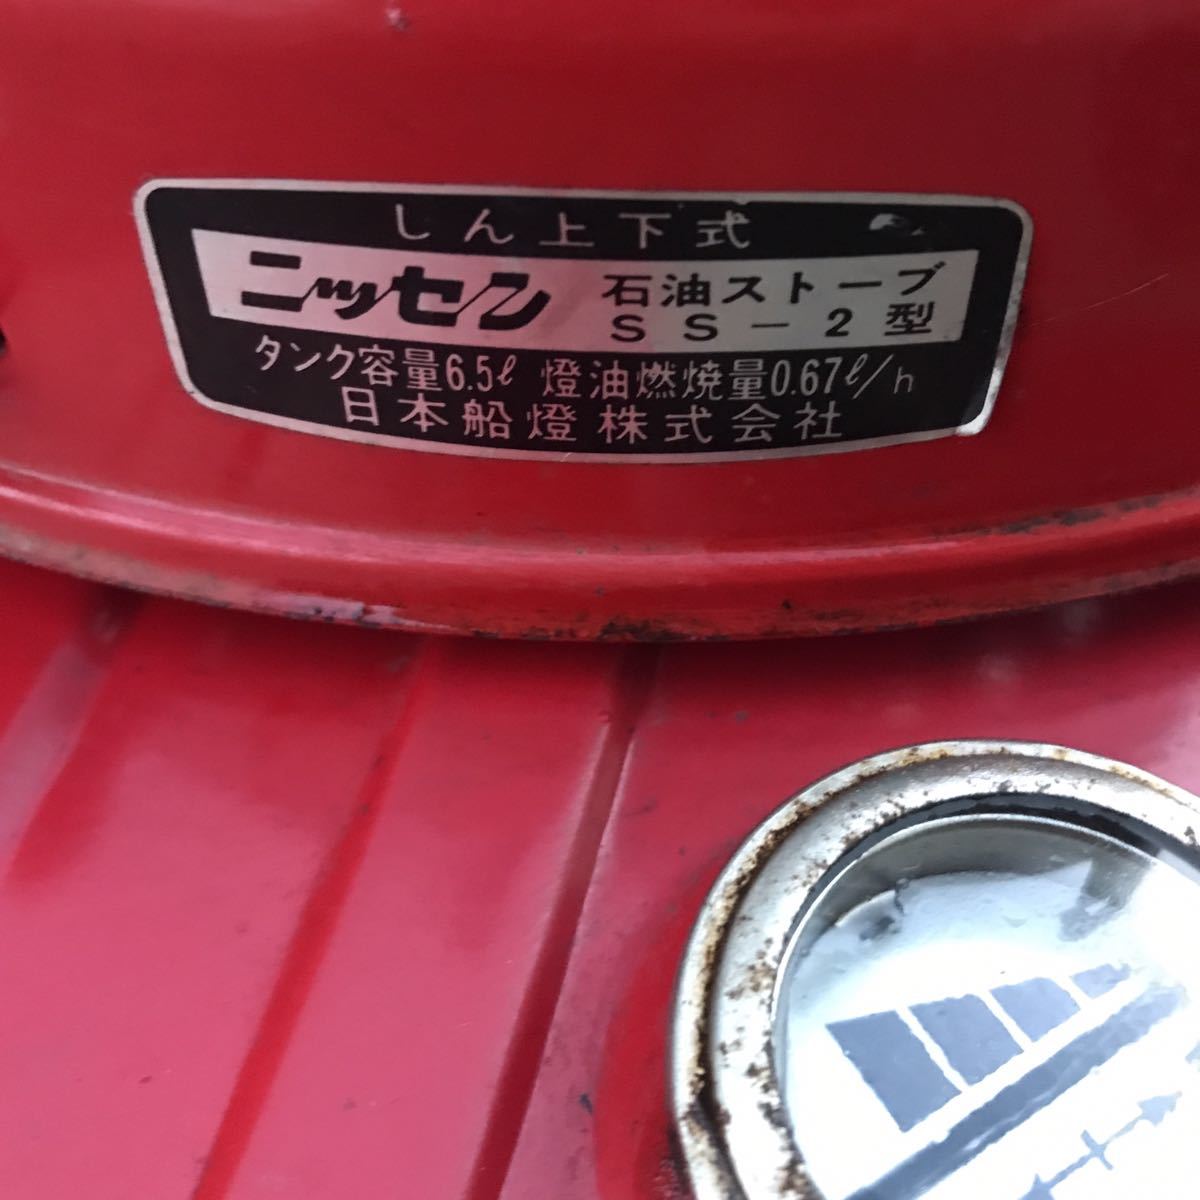 しん上下式
ニッセン 石油ストーブ
SS-2型
タンク容量6.5ℓ 燈油燃焼量0.67ℓ/h
日本船燈株式会社